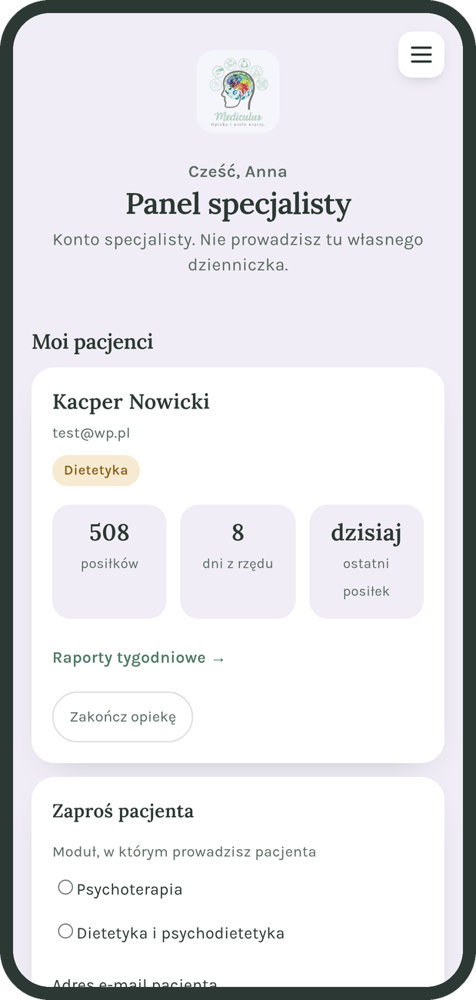 Mediculus
Opieka i wiele więcej
Cześć, Anna
Panel specjalisty
Konto specjalisty. Nie prowadzisz tu własnego
dzienniczka.
Moi pacjenci
Kacper Nowicki
test@wp.pl
Dietetyka
508
posiłków
8
dni z rzędu
dzisiaj
ostatni
posiłek
Raporty tygodniowe →
Zakończ opiekę
Zaproś pacjenta
Moduł, w którym prowadzisz pacjenta
Psychoterapia
Dietetyka i psychodietetyka
Adres e-mail pacjenta